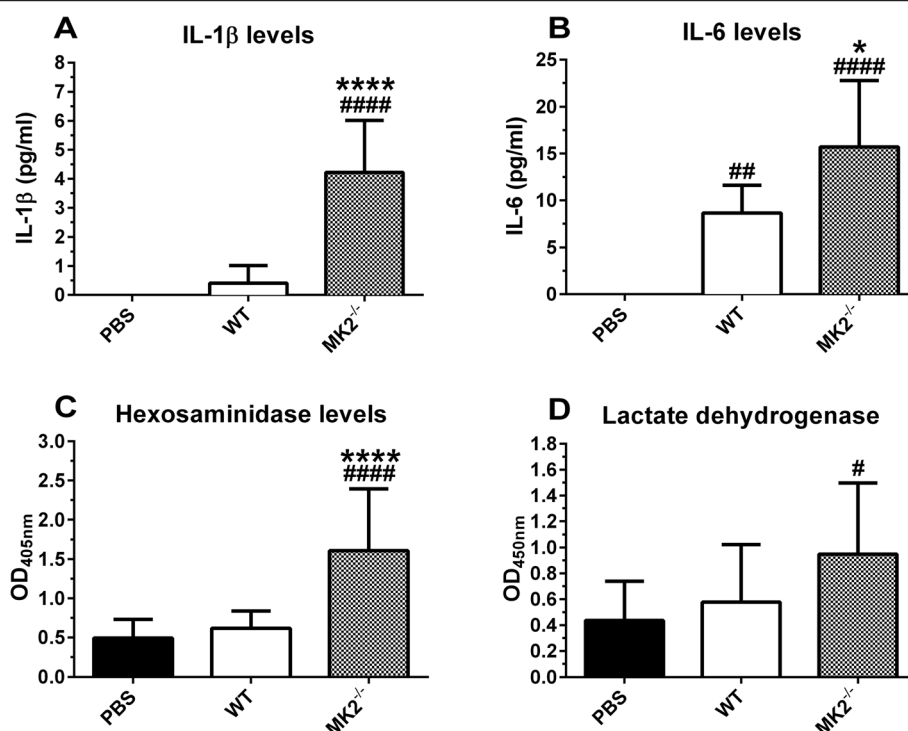 A
IL-1β levels
IL-1β (pg/ml)
8
7
6
5
4
3
2
1
0
****
####
PBS
WT
MK2-/-
B
IL-6 levels
IL-6 (pg/ml)
25
20
15
10
5
0
##
*
####
PBS
WT
MK2-/-
C
Hexosaminidase levels
OD405nm
3.0
2.5
2.0
1.5
1.0
0.5
0.0
****
####
PBS
WT
MK2-/-
D
Lactate dehydrogenase
OD450nm
1.8
1.6
1.4
1.2
1.0
0.8
0.6
0.4
0.2
0.0
#
PBS
WT
MK2-/-